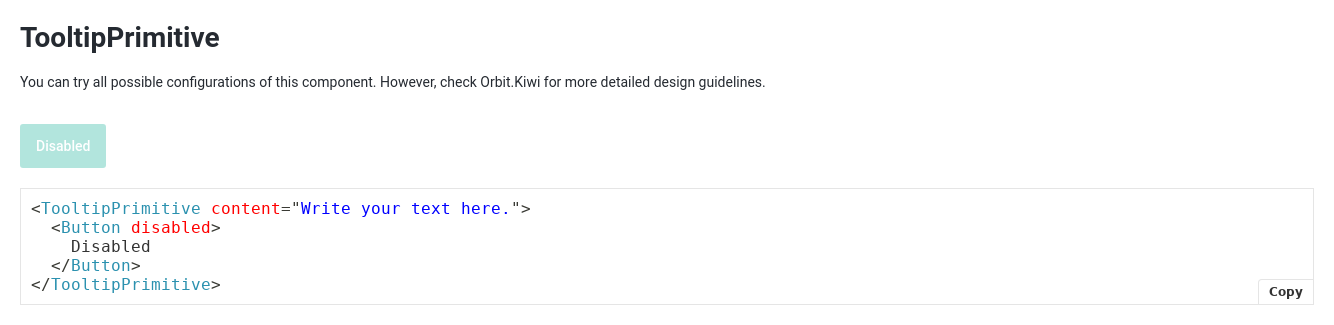 TooltipPrimitive
You can try all possible configurations of this component. However, check Orbit.Kiwi for more detailed design guidelines.
Disabled
<TooltipPrimitive content="Write your text here.">
  <Button disabled>
    Disabled
  </Button>
</TooltipPrimitive>
Copy